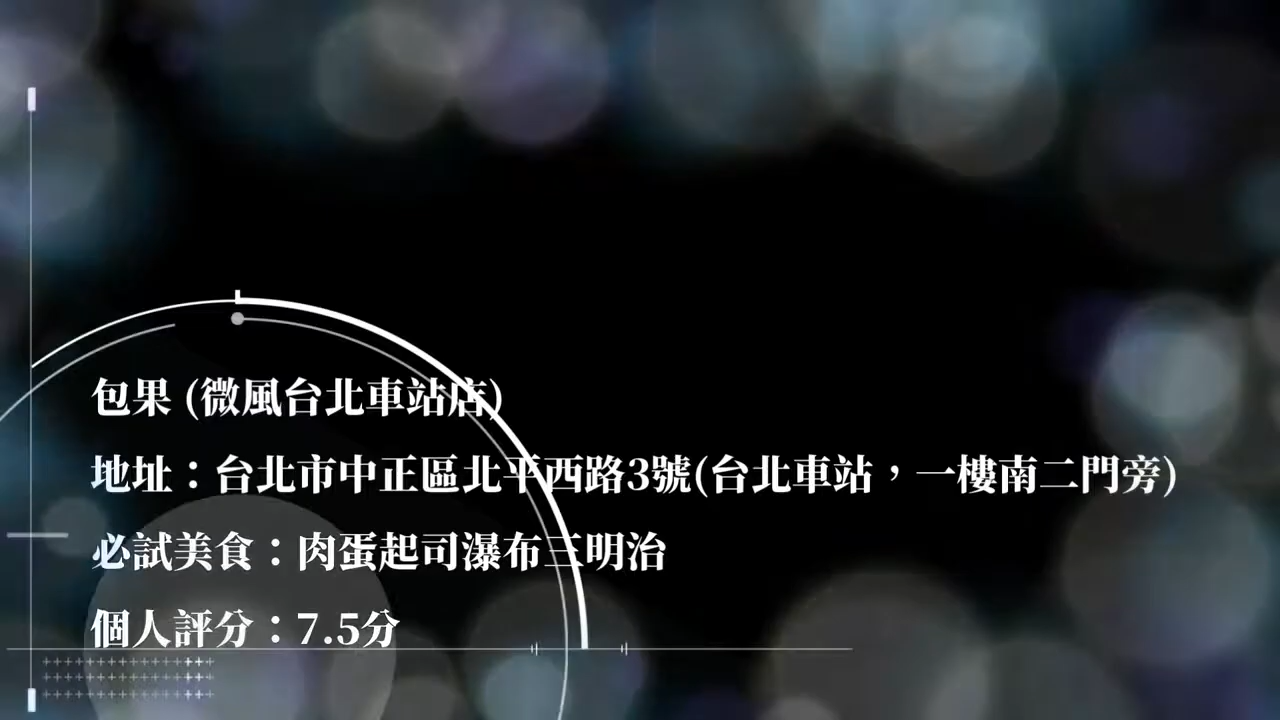 包果 (微風台北車站店)
地址：台北市中正區北平西路3號(台北車站，一樓南二門旁)
必試美食：肉蛋起司瀑布三明治
個人評分：7.5分